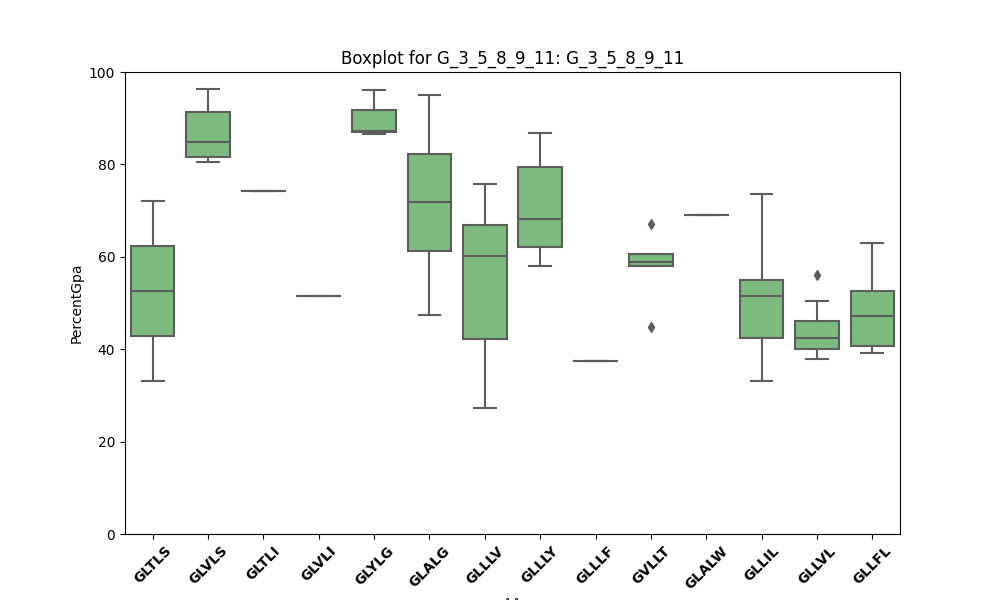 Boxplot for G_3_5_8_9_11: G_3_5_8_9_11
PercentGpa
100
80
60
40
20
0
GLTLS
GLVLS
GLTLI
GLVLI
GLYLG
GLALG
GLLLV
GLLLY
GLLLF
GVLLT
GLALW
GLLIL
GLLVL
GLLFL